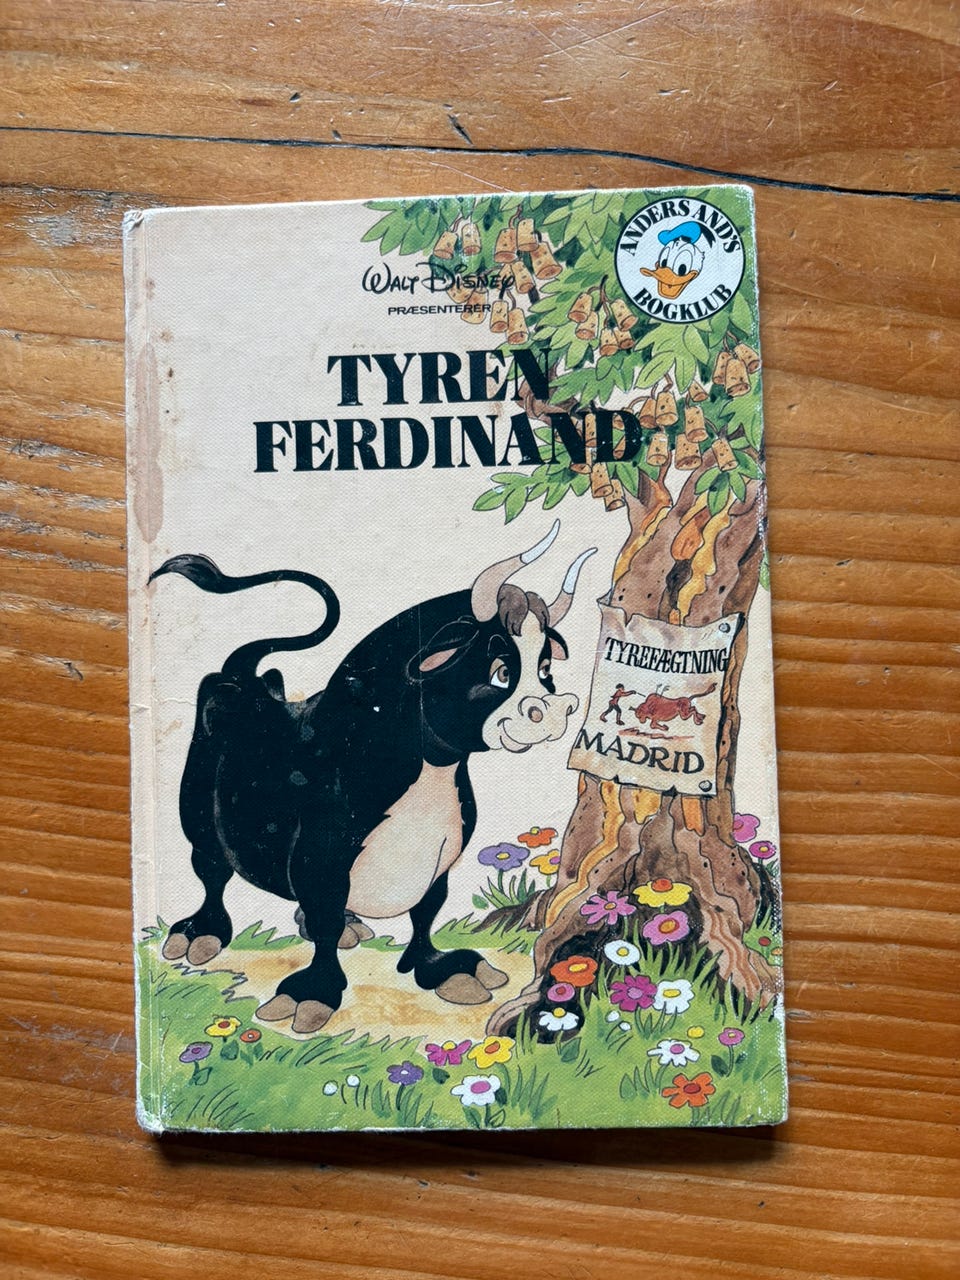 ANDERS AND'S
BOGKLUB
WALT DISNEY
PRÆSENTERER
TYREN
FERDINAND
TYREFÆGTNING
MADRID